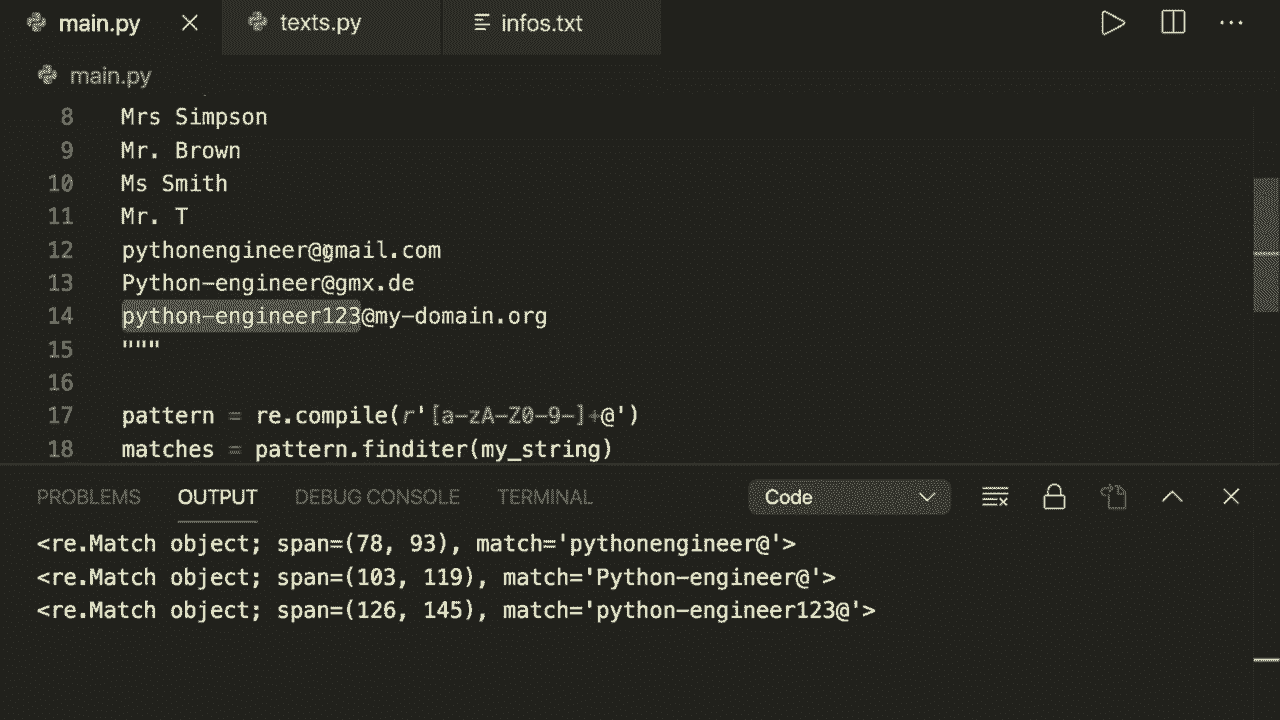 main.py texts.py infos.txt
main.py
8 Mrs Simpson
9 Mr. Brown
10 Ms Smith
11 Mr. T
12 pythonengineer@gmail.com
13 Python-engineer@gmx.de
14 python-engineer123@my-domain.org
15 """
16
17 pattern = re.compile(r'[a-zA-Z0-9-]+@')
18 matches = pattern.finditer(my_string)
PROBLEMS OUTPUT DEBUG CONSOLE TERMINAL Code
<re.Match object; span=(78, 93), match='pythonengineer@'>
<re.Match object; span=(103, 119), match='Python-engineer@'>
<re.Match object; span=(126, 145), match='python-engineer123@'>